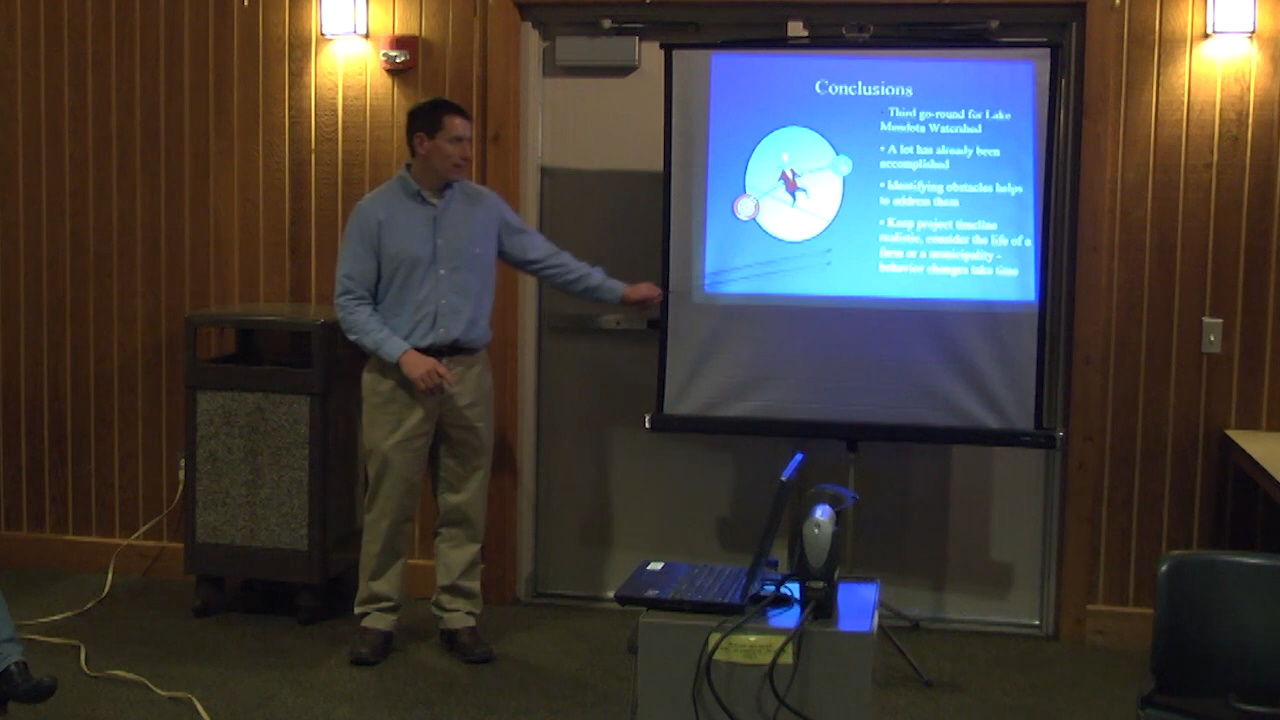 Conclusions
• Third go-round for Lake
Mendota Watershed
• A lot has already been
accomplished
• Identifying obstacles helps
to address them
• Keep project timeline
realistic, consider the life of a
farm or a municipality –
behavior changes take time